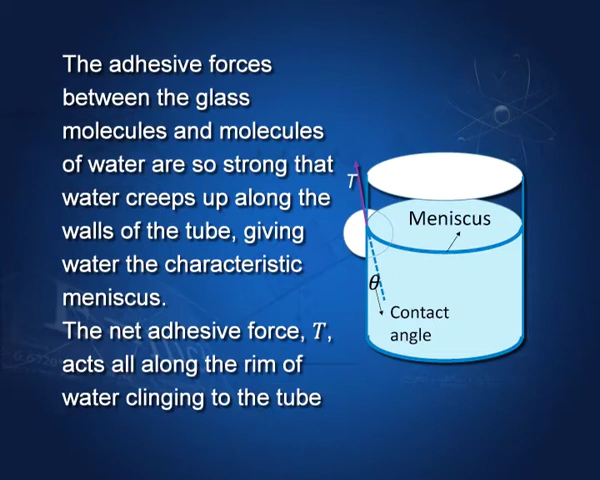 The adhesive forces
between the glass
molecules and molecules
of water are so strong that
water creeps up along the
walls of the tube, giving
water the characteristic
meniscus.
The net adhesive force, T,
acts all along the rim of
water clinging to the tube
T
Meniscus
θ
Contact
angle